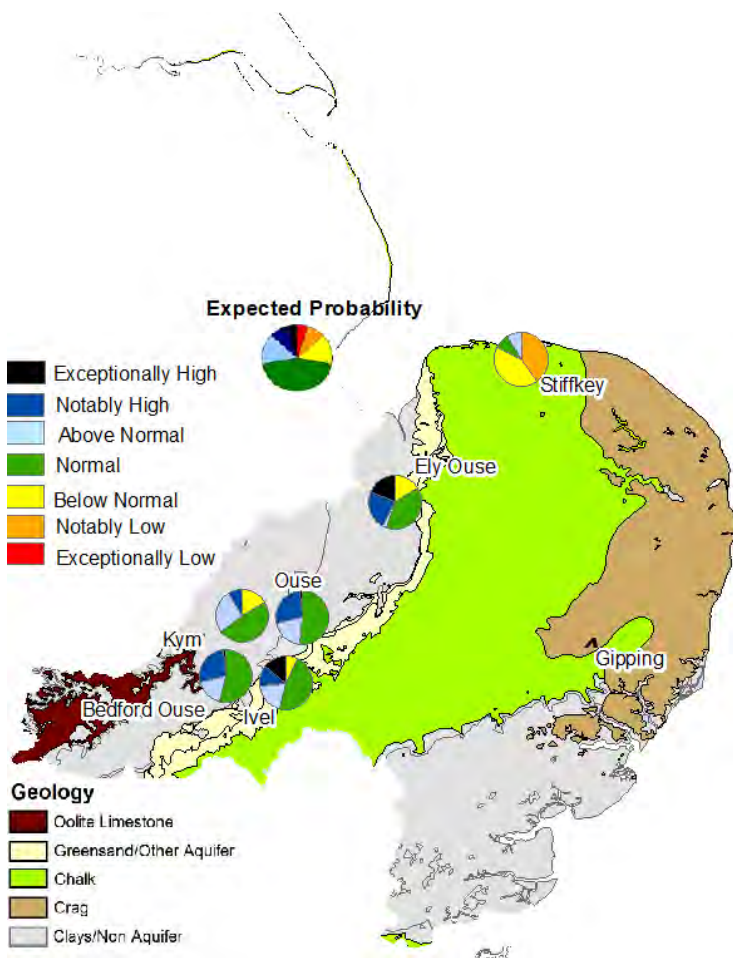 Expected Probability
Exceptionally High
Notably High
Above Normal
Normal
Below Normal
Notably Low
Exceptionally Low
Stiffkey
Ely Ouse
Ouse
Kym
Gipping
Bedford Ouse
Ivel
Geology
Oolite Limestone
Greensand/Other Aquifer
Chalk
Crag
Clays/Non Aquifer